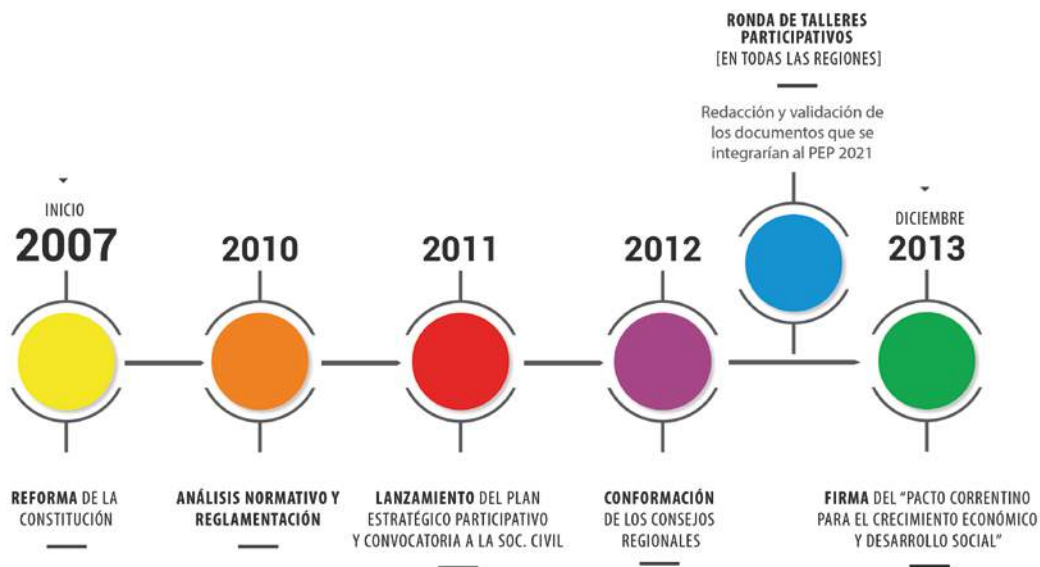 INICIO
2007
REFORMA DE LA
CONSTITUCIÓN
2010
ANÁLISIS NORMATIVO Y
REGLAMENTACIÓN
2011
LANZAMIENTO DEL PLAN
ESTRATÉGICO PARTICIPATIVO
Y CONVOCATORIA A LA SOC. CIVIL
2012
CONFORMACIÓN
DE LOS CONSEJOS
REGIONALES
RONDA DE TALLERES
PARTICIPATIVOS
[EN TODAS LAS REGIONES]
Redacción y validación de
los documentos que se
integrarían al PEP 2021
DICIEMBRE
2013
FIRMA DEL “PACTO CORRENTINO
PARA EL CRECIMIENTO ECONÓMICO
Y DESARROLLO SOCIAL”